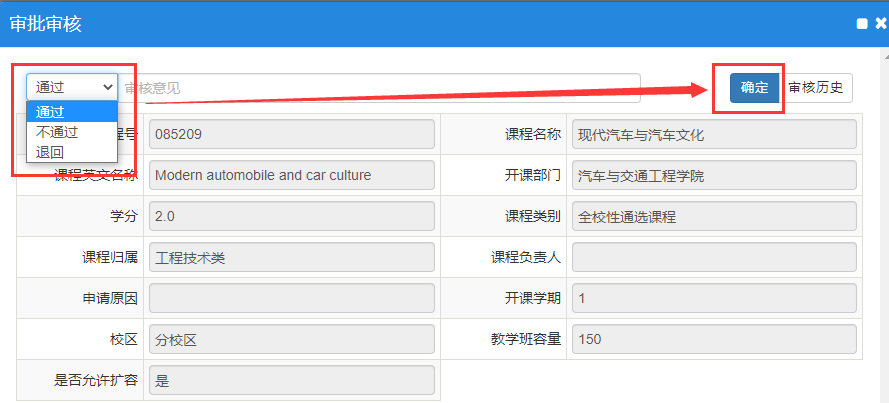 审批审核
通过 审核意见 确定 审核历史
通过
不通过
退回
程号 085209 课程名称 现代汽车与汽车文化
课程英文名称 Modern automobile and car culture 开课部门 汽车与交通工程学院
学分 2.0 课程类别 全校性通选课程
课程归属 工程技术类 课程负责人
申请原因 开课学期 1
校区 分校区 教学班容量 150
是否允许扩容 是